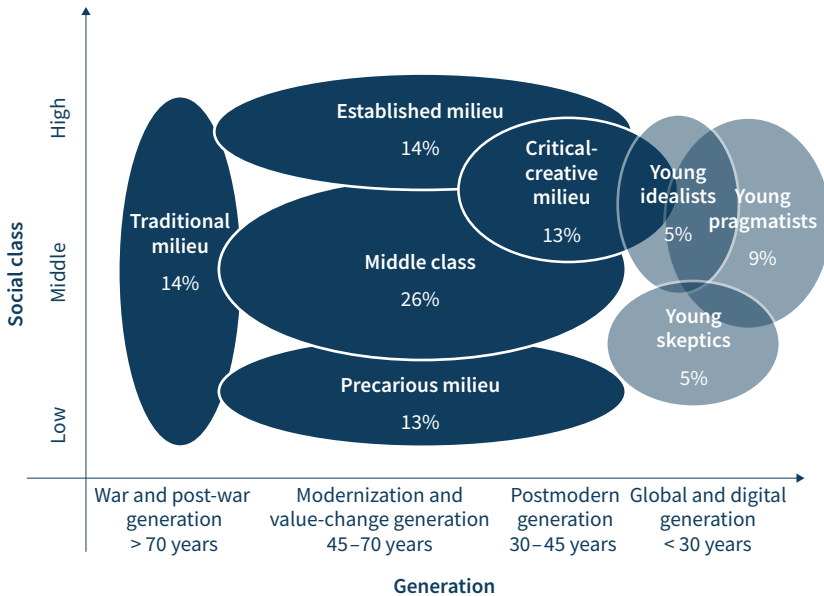 Social class
High
Middle
Low
Traditional
milieu
14%
Established milieu
14%
Critical-
creative
milieu
13%
Middle class
26%
Precarious milieu
13%
Young
idealists
5%
Young
pragmatists
9%
Young
skeptics
5%
War and post-war
generation
> 70 years
Modernization and
value-change generation
45–70 years
Postmodern
generation
30–45 years
Global and digital
generation
< 30 years
Generation